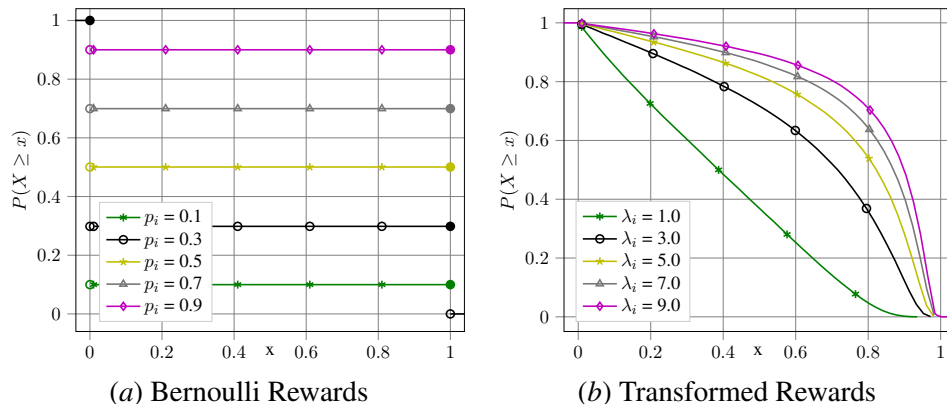 1
0.8
0.6
0.4
0.2
0
P(X ≥ x)
p_i = 0.1
p_i = 0.3
p_i = 0.5
p_i = 0.7
p_i = 0.9
0 0.2 0.4 0.6 0.8 1
x
(a) Bernoulli Rewards
1
0.8
0.6
0.4
0.2
0
P(X ≥ x)
λ_i = 1.0
λ_i = 3.0
λ_i = 5.0
λ_i = 7.0
λ_i = 9.0
0 0.2 0.4 0.6 0.8 1
x
(b) Transformed Rewards